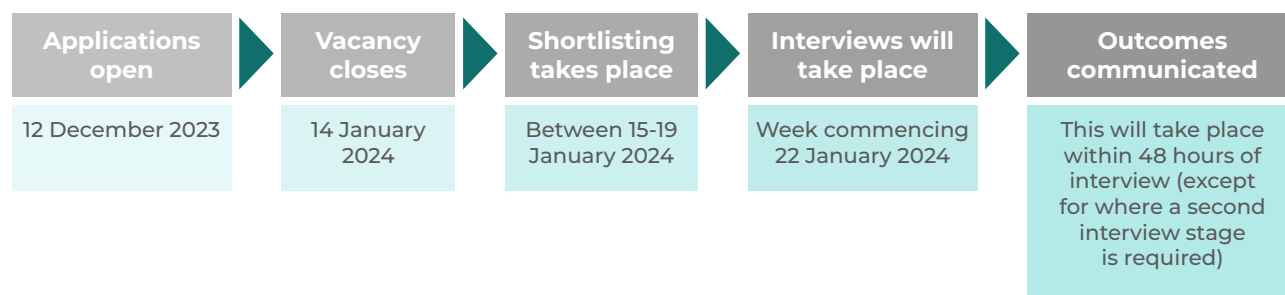 Applications
open
Vacancy
closes
Shortlisting
takes place
Interviews will
take place
Outcomes
communicated
12 December 2023
14 January
2024
Between 15-19
January 2024
Week commencing
22 January 2024
This will take place
within 48 hours of
interview (except
for where a second
interview stage
is required)